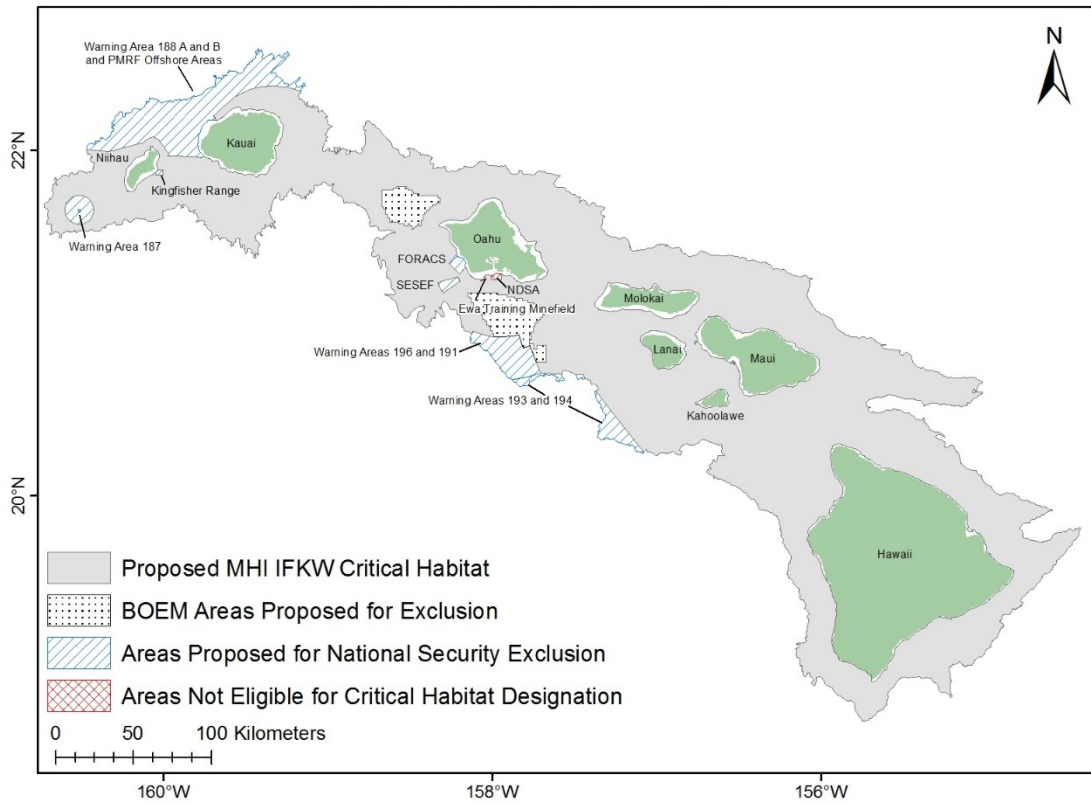 Warning Area 188 A and B
and PMRF Offshore Areas
N
22°N
Kauai
Niihau
Kingfisher Range
Warning Area 187
Oahu
FORACS
SESEF
NDSA
Ewa Training Minefield
Molokai
Warning Areas 196 and 191
Lanai
Maui
Warning Areas 193 and 194
Kahoolawe
20°N
Hawaii
Proposed MHI IFKW Critical Habitat
BOEM Areas Proposed for Exclusion
Areas Proposed for National Security Exclusion
Areas Not Eligible for Critical Habitat Designation
0 50 100 Kilometers
160°W 158°W 156°W